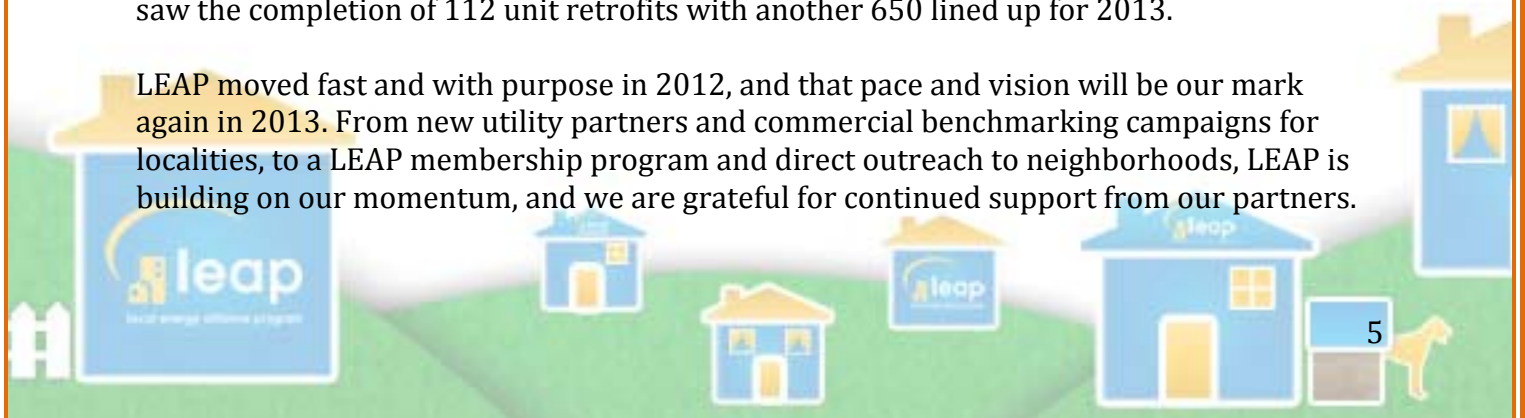 saw the completion of 112 unit retrofits with another 650 lined up for 2013.
LEAP moved fast and with purpose in 2012, and that pace and vision will be our mark
again in 2013. From new utility partners and commercial benchmarking campaigns for
localities, to a LEAP membership program and direct outreach to neighborhoods, LEAP is
building on our momentum, and we are grateful for continued support from our partners.
leap
leap
leap
local energy alliance program
5